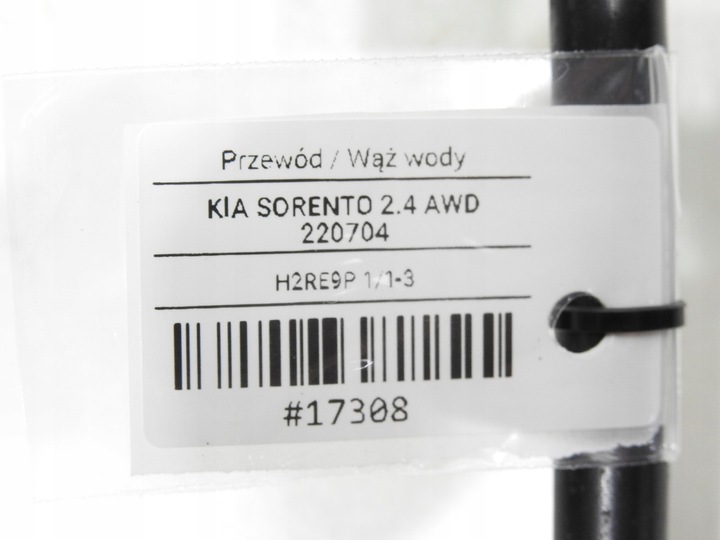 Przewód / Wąż wody
KIA SORENTO 2.4 AWD
220704
H2RE9P 1/1-3
#17308